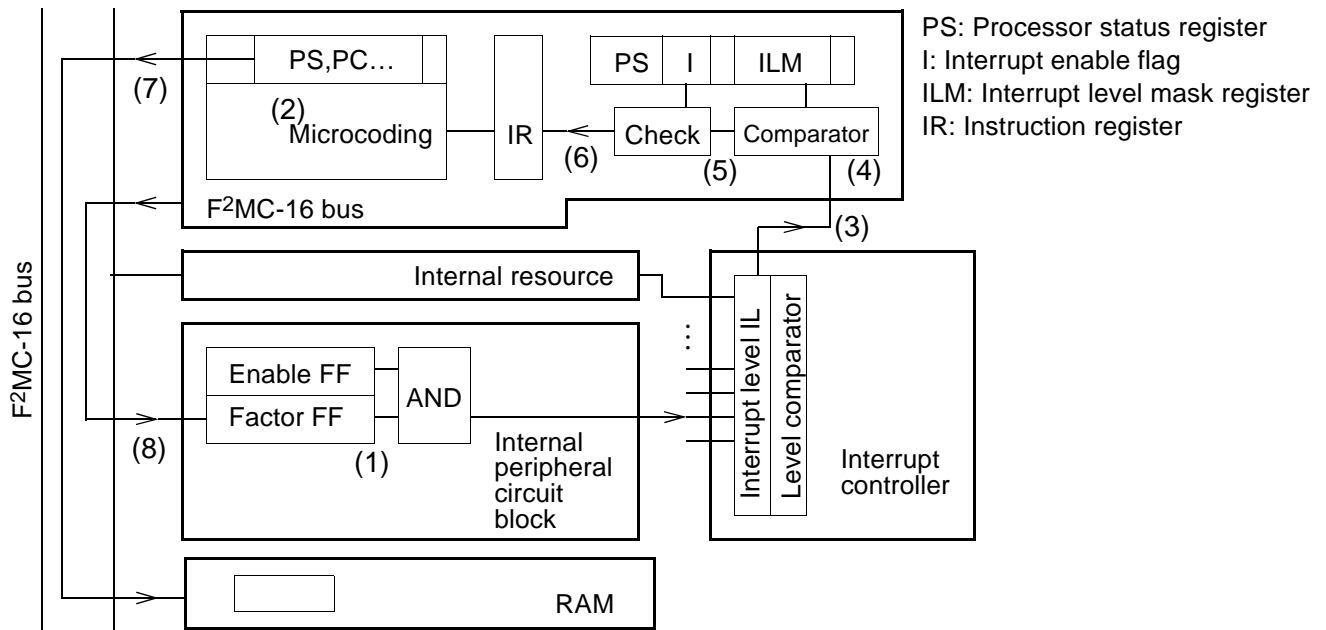 PS,PC…
PS
I
ILM
PS: Processor status register
I: Interrupt enable flag
ILM: Interrupt level mask register
IR: Instruction register
(7)
(2)
Microcoding
IR
(6)
Check
(5)
Comparator
(4)
F²MC-16 bus
(3)
F²MC-16 bus
Internal resource
Interrupt level IL
Level comparator
⋮
Enable FF
Factor FF
AND
(8)
(1)
Internal
peripheral
circuit
block
Interrupt
controller
RAM